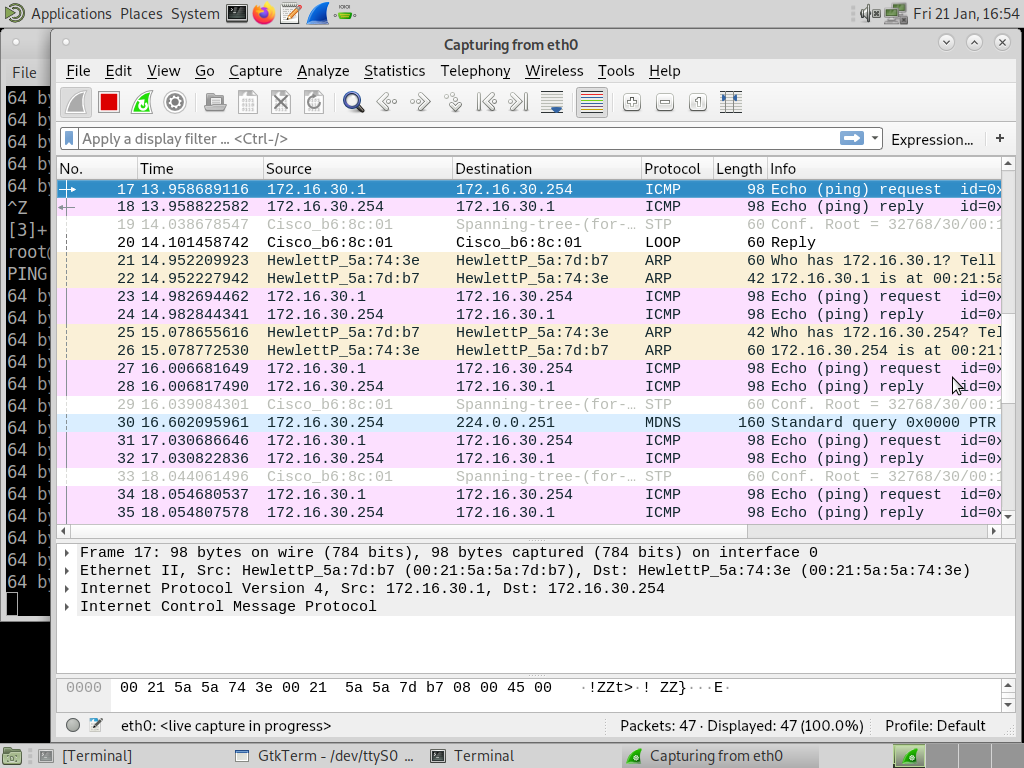 Applications Places System Fri 21 Jan, 16:54
Capturing from eth0
File
File Edit View Go Capture Analyze Statistics Telephony Wireless Tools Help
Apply a display filter ... <Ctrl-/> Expression... +
No. Time Source Destination Protocol Length Info
17 13.958689116 172.16.30.1 172.16.30.254 ICMP 98 Echo (ping) request id=0x
18 13.958822582 172.16.30.254 172.16.30.1 ICMP 98 Echo (ping) reply id=0x
19 14.038678547 Cisco_b6:8c:01 Spanning-tree-(for-… STP 60 Conf. Root = 32768/30/00:1
20 14.101458742 Cisco_b6:8c:01 Cisco_b6:8c:01 LOOP 60 Reply
21 14.952209923 HewlettP_5a:74:3e HewlettP_5a:7d:b7 ARP 60 Who has 172.16.30.1? Tell
22 14.952227942 HewlettP_5a:7d:b7 HewlettP_5a:74:3e ARP 42 172.16.30.1 is at 00:21:5a
23 14.982694462 172.16.30.1 172.16.30.254 ICMP 98 Echo (ping) request id=0x
24 14.982844341 172.16.30.254 172.16.30.1 ICMP 98 Echo (ping) reply id=0x
25 15.078655616 HewlettP_5a:7d:b7 HewlettP_5a:74:3e ARP 42 Who has 172.16.30.254? Tel
26 15.078772530 HewlettP_5a:74:3e HewlettP_5a:7d:b7 ARP 60 172.16.30.254 is at 00:21:
27 16.006681649 172.16.30.1 172.16.30.254 ICMP 98 Echo (ping) request id=0x
28 16.006817490 172.16.30.254 172.16.30.1 ICMP 98 Echo (ping) reply id=0x
29 16.039084301 Cisco_b6:8c:01 Spanning-tree-(for-… STP 60 Conf. Root = 32768/30/00:1
30 16.602095961 172.16.30.254 224.0.0.251 MDNS 160 Standard query 0x0000 PTR
31 17.030686646 172.16.30.1 172.16.30.254 ICMP 98 Echo (ping) request id=0x
32 17.030822836 172.16.30.254 172.16.30.1 ICMP 98 Echo (ping) reply id=0x
33 18.044061496 Cisco_b6:8c:01 Spanning-tree-(for-… STP 60 Conf. Root = 32768/30/00:1
34 18.054680537 172.16.30.1 172.16.30.254 ICMP 98 Echo (ping) request id=0x
35 18.054807578 172.16.30.254 172.16.30.1 ICMP 98 Echo (ping) reply id=0x
Frame 17: 98 bytes on wire (784 bits), 98 bytes captured (784 bits) on interface 0
Ethernet II, Src: HewlettP_5a:7d:b7 (00:21:5a:5a:7d:b7), Dst: HewlettP_5a:74:3e (00:21:5a:5a:74:3e)
Internet Protocol Version 4, Src: 172.16.30.1, Dst: 172.16.30.254
Internet Control Message Protocol
0000 00 21 5a 5a 74 3e 00 21 5a 5a 7d b7 08 00 45 00 ·!ZZt>·! ZZ}···E·
eth0: <live capture in progress> Packets: 47 · Displayed: 47 (100.0%) Profile: Default
64 by
64 by
64 by
64 by
64 by
^Z
[3]+
root@
PING
64 by
64 by
64 by
64 by
64 by
64 by
64 by
64 by
64 by
64 by
64 by
64 by
64 by
64 by
[Terminal] GtkTerm - /dev/ttyS0 ... Terminal Capturing from eth0